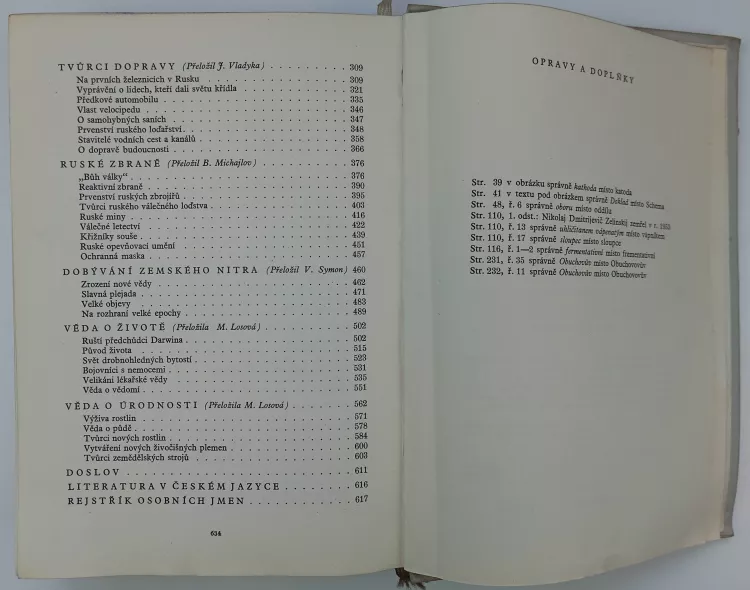 TVŮRCI DOPRAVY (Přeložil J. Vladyka) . . . . . . . . . 309
Na prvních železnicích v Rusku . . . . . . . . . . . . 309
Vyprávění o lidech, kteří dali světu křídla . . . . . . . . . 321
Předkové automobilu . . . . . . . . . . . . 335
Vlast velocipedu . . . . . . . . . . . . 346
O samohybných saních . . . . . . . . . . . . 347
Prvenství ruského loďařství. . . . . . . . . . . . 348
Stavitelé vodních cest a kanálů . . . . . . . . . . . . 358
O dopravě budoucnosti . . . . . . . . . . . . 366
RUSKÉ ZBRANĚ (Přeložil B. Michajlov) . . . . . . . . . 376
„Bůh války“ . . . . . . . . . . . . 376
Reaktivní zbraně . . . . . . . . . . . . 390
Prvenství ruských zbrojířů . . . . . . . . . . . . 395
Tvůrci ruského válečného loďstva . . . . . . . . . . . . 403
Ruské miny . . . . . . . . . . . . 416
Válečné letectví . . . . . . . . . . . . 422
Křižníky souše . . . . . . . . . . . . 439
Ruské opevňovací umění . . . . . . . . . . . . 451
Ochranná maska . . . . . . . . . . . . 457
DOBÝVÁNÍ ZEMSKÉHO NITRA (Přeložil V. Symon) 460
Zrození nové vědy . . . . . . . . . . . . 462
Slavná plejada . . . . . . . . . . . . 471
Velké objevy . . . . . . . . . . . . 483
Na rozhraní velké epochy . . . . . . . . . . . . 489
VĚDA O ŽIVOTĚ (Přeložila M. Losová) . . . . . . . . . 502
Ruští předchůdci Darwina . . . . . . . . . . . . 502
Původ života . . . . . . . . . . . . 515
Svět drobnohledných bytostí . . . . . . . . . . . . 523
Bojovníci s nemocemi . . . . . . . . . . . . 531
Velikáni lékařské vědy . . . . . . . . . . . . 535
Věda o vědomí . . . . . . . . . . . . 551
VĚDA O ÚRODNOSTI (Přeložila M. Losová) . . . . . . 562
Výživa rostlin . . . . . . . . . . . . 571
Věda o půdě . . . . . . . . . . . . 578
Tvůrci nových rostlin . . . . . . . . . . . . 584
Vytváření nových živočišných plemen . . . . . . . . . . . . 600
Tvůrci zemědělských strojů . . . . . . . . . . . . 603
DOSLOV . . . . . . . . . . . . 611
LITERATURA V ČESKÉM JAZYCE . . . . . . . . . 616
REJSTŘÍK OSOBNÍCH JMEN . . . . . . . . . 617
634
OPRAVY A DOPLŇKY
Str. 39 v obrázku správně kathoda místo katoda
Str. 41 v textu pod obrázkem správně Doklad místo Schema
Str. 48, ř. 6 správně oboru místo oddílu
Str. 110, 1. odst.: Nikolaj Dmitrijevič Zelinskij zemřel v r. 1953
Str. 110, ř. 13 správně uhličitanem vápenatým místo vápníkem
Str. 110, ř. 17 správně sloupec místo sloupce
Str. 116, ř. 1—2 správně fermentativní místo frementativní
Str. 231, ř. 35 správně Obuchovův místo Obuchovovův
Str. 232, ř. 11 správně Obuchovův místo Obuchovovův